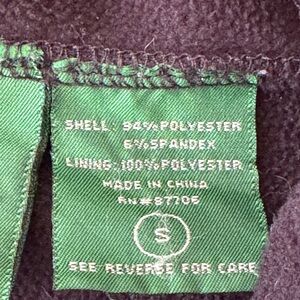 SHELL: 94% POLYESTER
6% SPANDEX
LINING: 100% POLYESTER
MADE IN CHINA
RN# 87706
S
SEE REVERSE FOR CARE